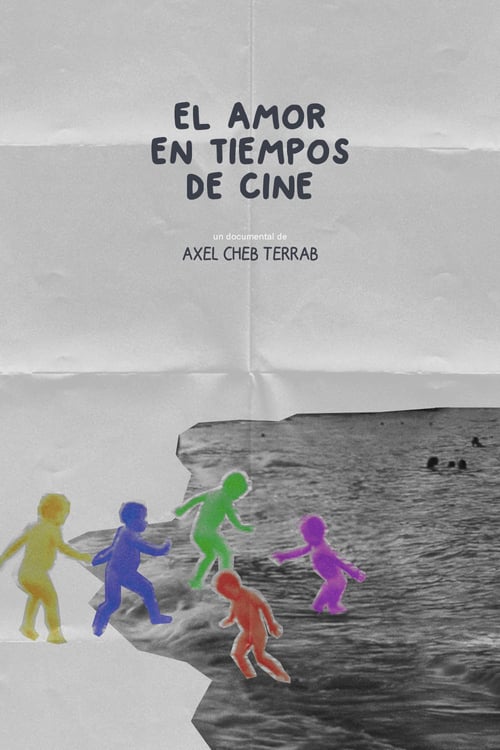 EL AMOR
EN TIEMPOS
DE CINE
un documental de
AXEL CHEB TERRAB